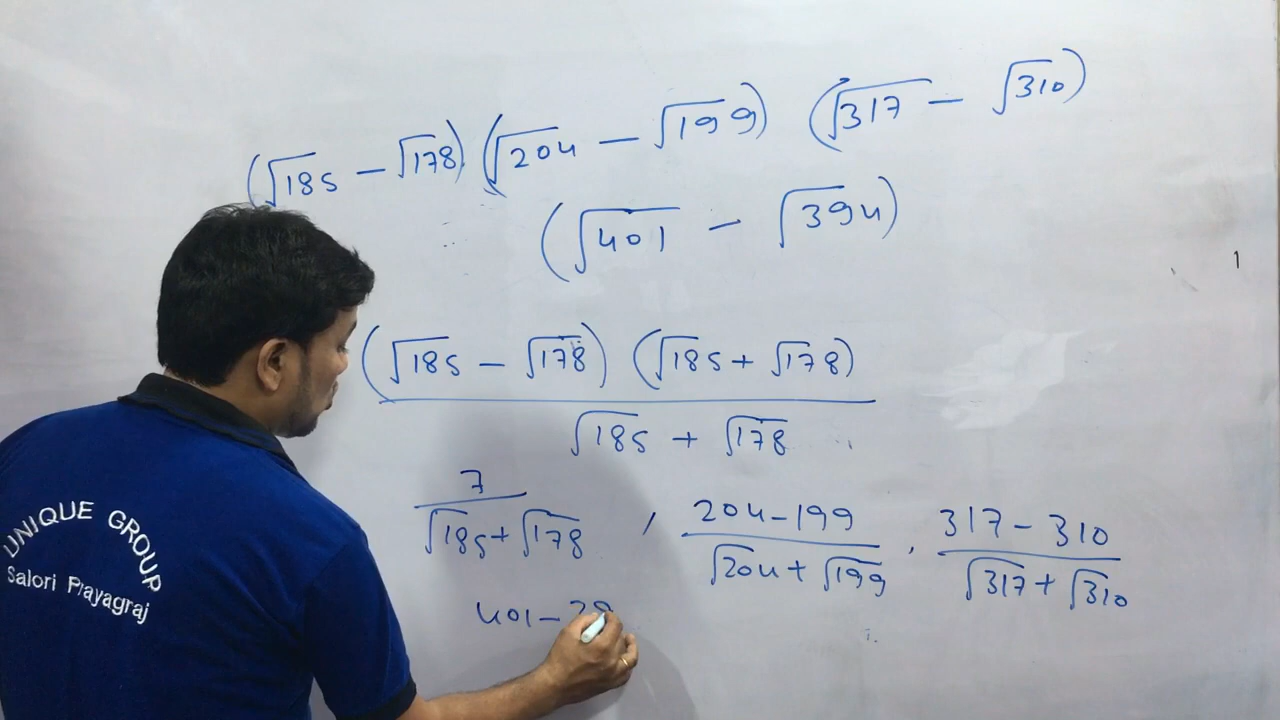 (√185 − √178) (√204 − √199) (√317 − √310)
(√401 − √394)
(√185 − √178) (√185 + √178)
√185 + √178
7
√185 + √178 , 204 − 199
√204 + √199 , 317 − 310
√317 + √310
401 − 39
UNIQUE GROUP
Salori Prayagraj
1